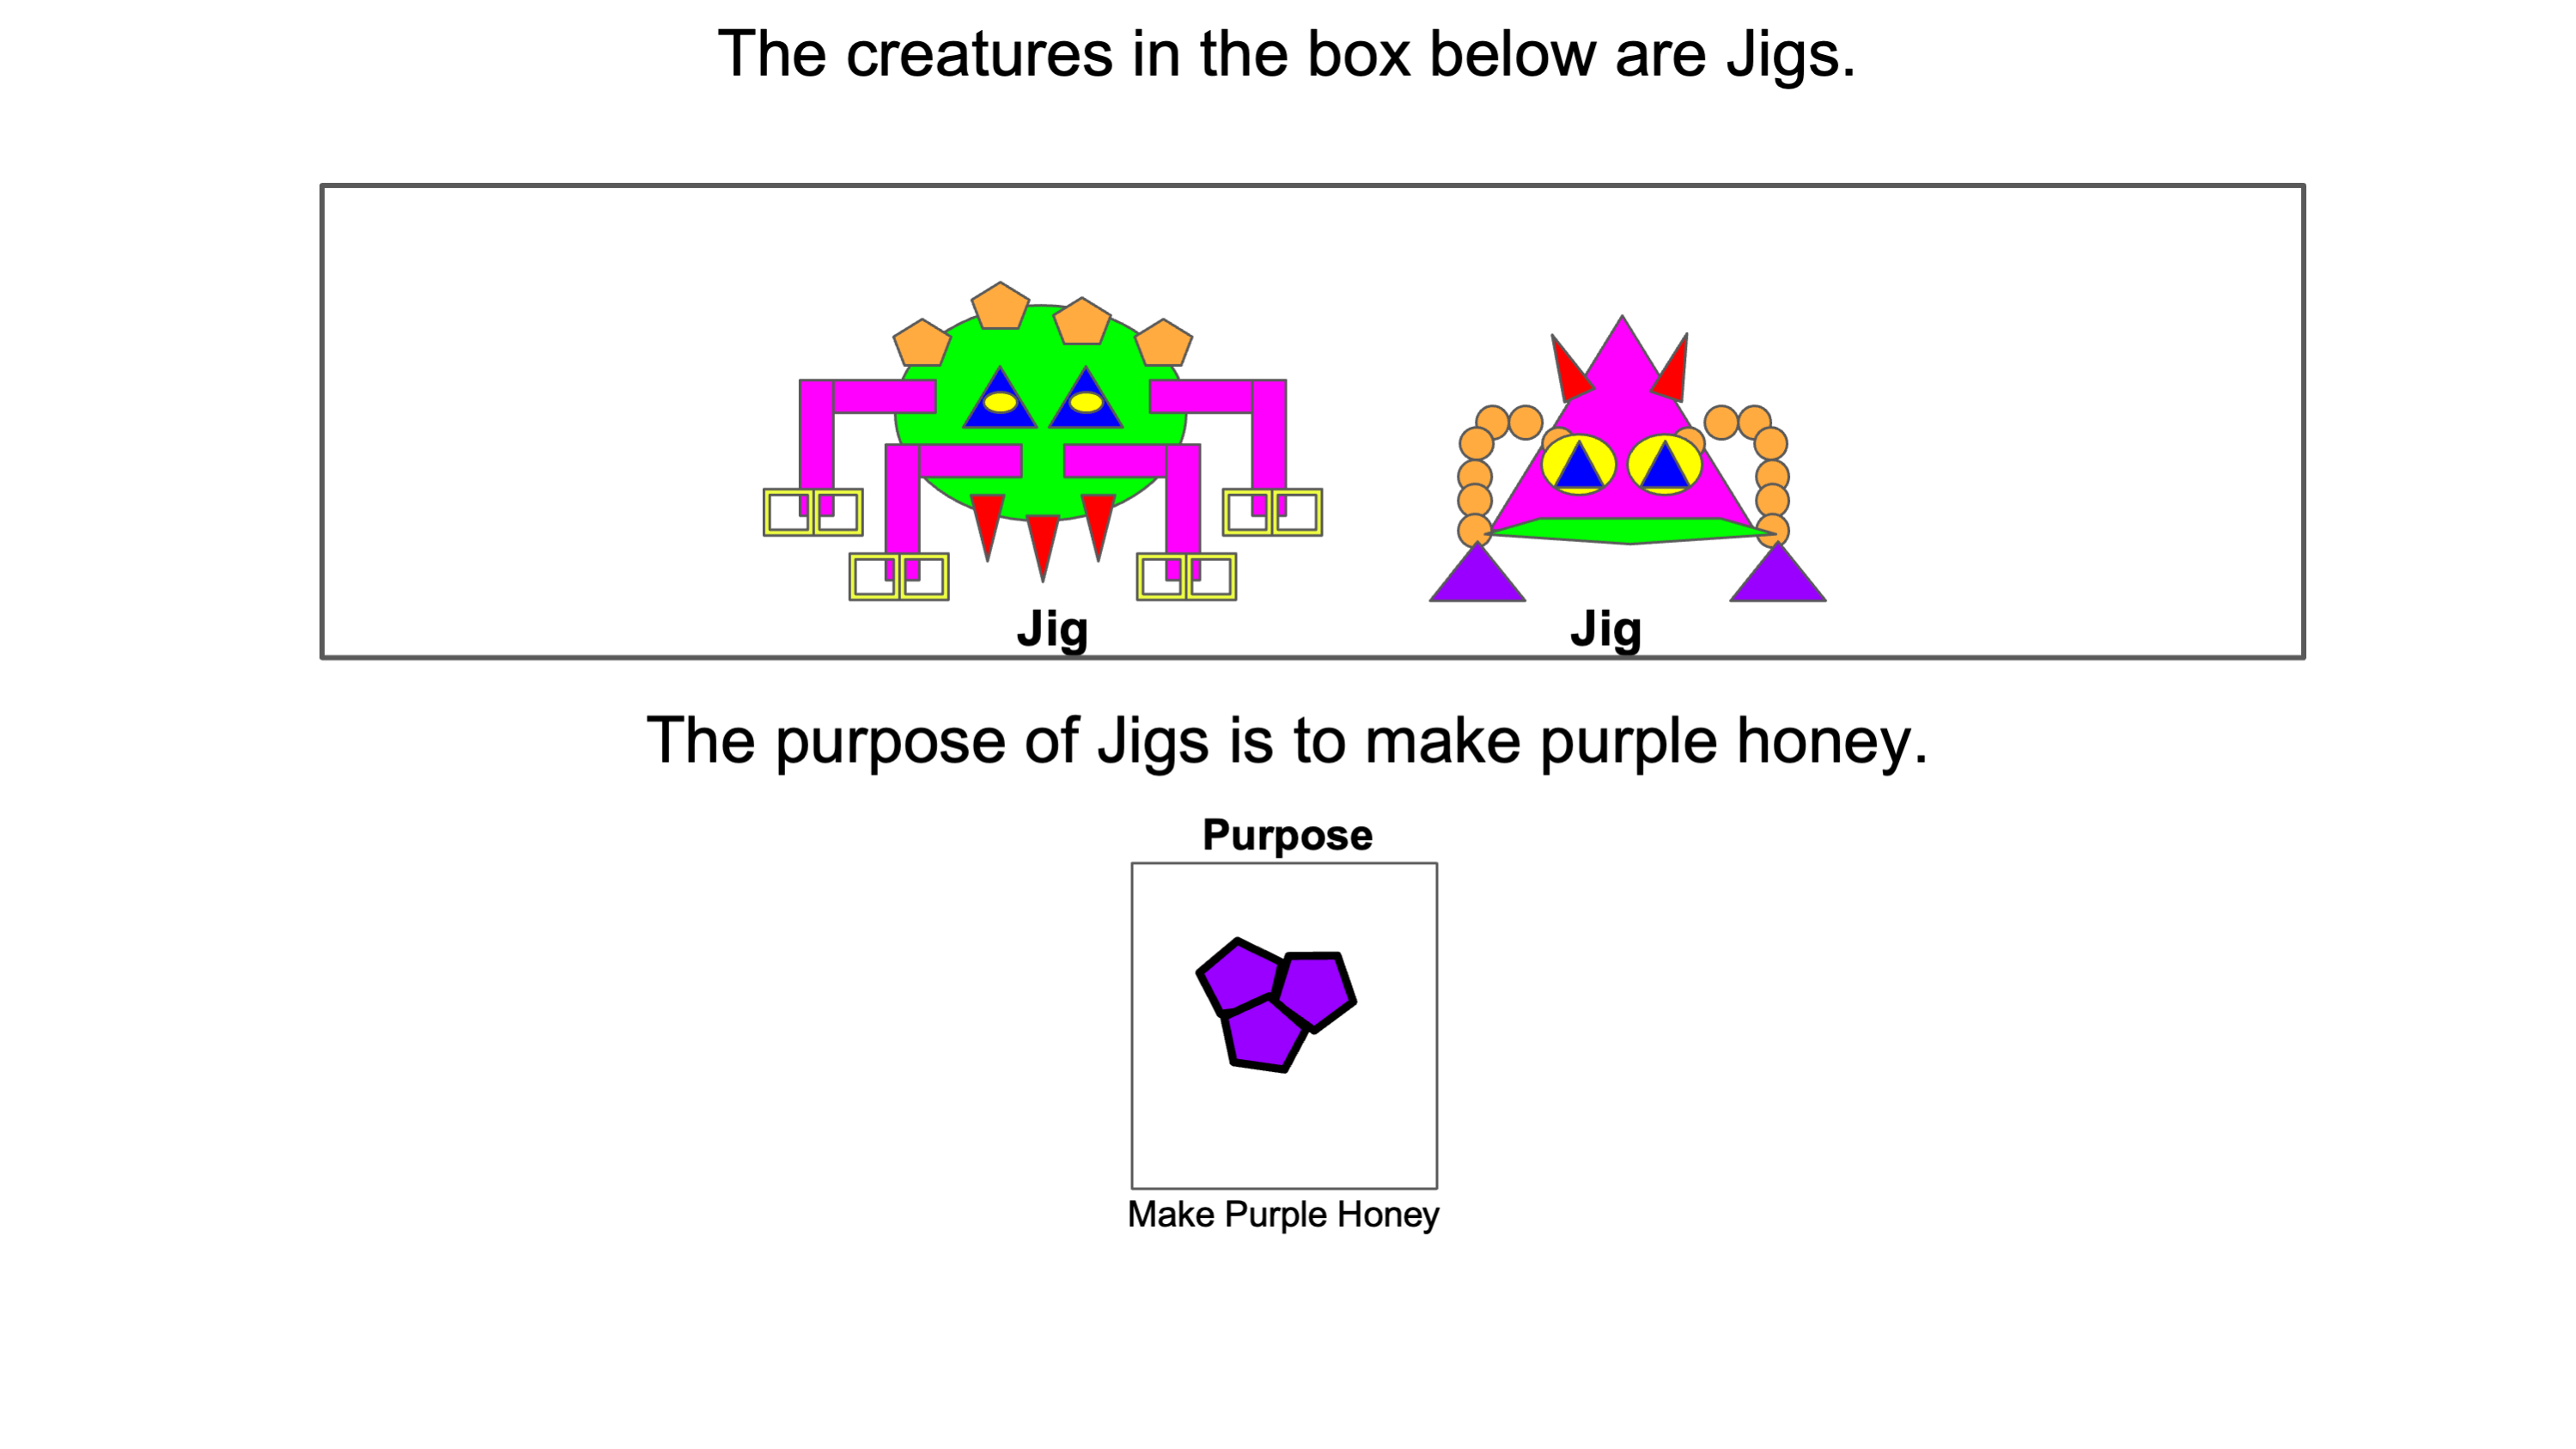 The creatures in the box below are Jigs.
Jig
Jig
The purpose of Jigs is to make purple honey.
Purpose
Make Purple Honey